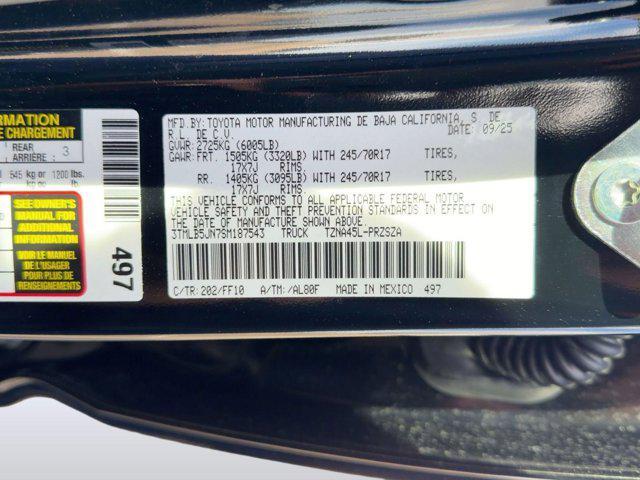 MFD.BY:TOYOTA MOTOR MANUFACTURING DE BAJA CALIFORNIA, S. DE
R.L. DE C.V. DATE: 09/25
GVWR:2725KG (6005LB)
GAWR:FRT. 1505KG (3320LB) WITH 245/70R17 TIRES,
17X7J RIMS,
RR. 1405KG (3095LB) WITH 245/70R17 TIRES,
17X7J RIMS.
THIS VEHICLE CONFORMS TO ALL APPLICABLE FEDERAL MOTOR
VEHICLE SAFETY AND THEFT PREVENTION STANDARDS IN EFFECT ON
THE DATE OF MANUFACTURE SHOWN ABOVE.
3TMLB5JN7SM187543 TRUCK TZNA45L-PRZSZA
C/TR:202/FF10 A/TM:/AL80F MADE IN MEXICO 497
CHARGEMENT
REAR
ARRIÈRE: 3
545 kg or 1200 lbs.
kg ou lb
SEE OWNER'S
MANUAL FOR
ADDITIONAL
INFORMATION
VOIR LE MANUEL
DE L'USAGER
POUR PLUS DE
RENSEIGNEMENTS
497